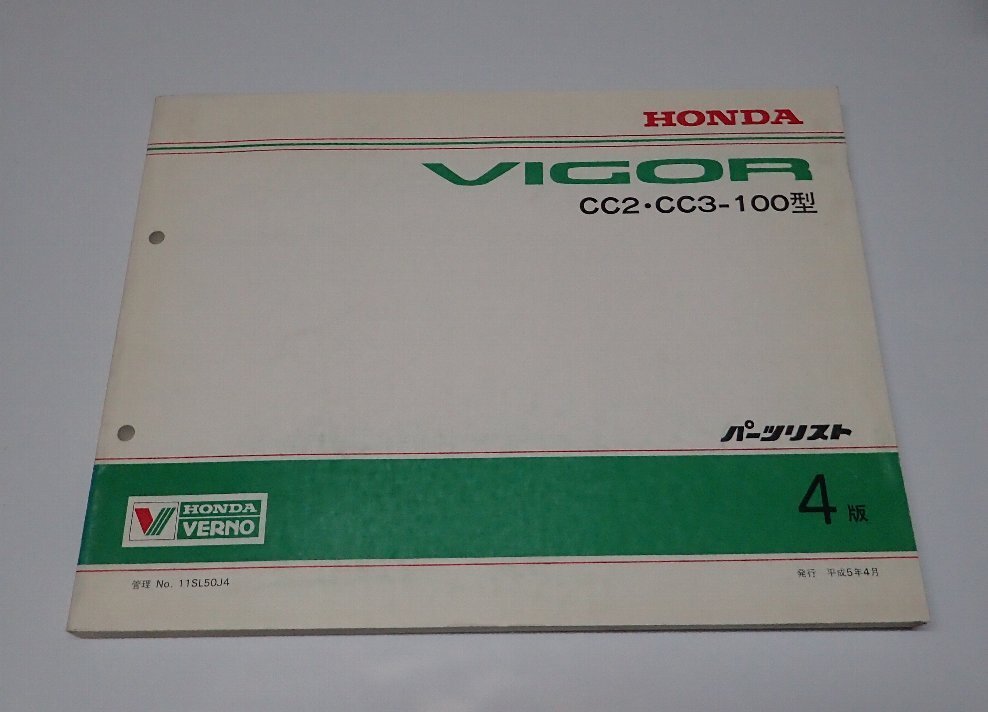 HONDA
VIGOR
CC2・CC3-100型
パーツリスト
4版
HONDA
VERNO
管理 No. 11SL50J4
発行 平成5年4月